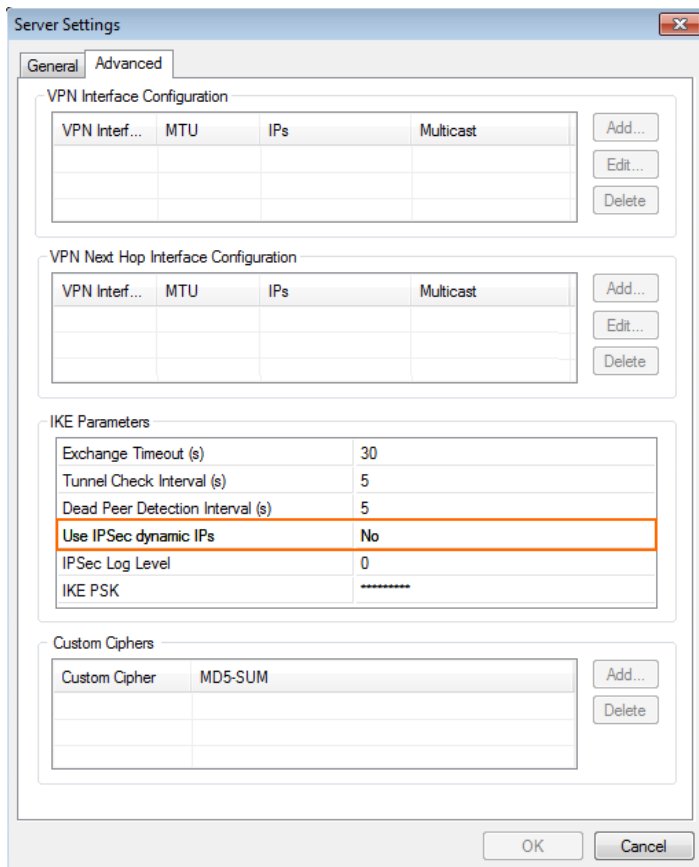 Server Settings
General Advanced
VPN Interface Configuration
VPN Interf... MTU IPs Multicast
Add...
Edit...
Delete
VPN Next Hop Interface Configuration
VPN Interf... MTU IPs Multicast
Add...
Edit...
Delete
IKE Parameters
Exchange Timeout (s) 30
Tunnel Check Interval (s) 5
Dead Peer Detection Interval (s) 5
Use IPSec dynamic IPs No
IPSec Log Level 0
IKE PSK *********
Custom Ciphers
Custom Cipher MD5-SUM
Add...
Delete
OK Cancel